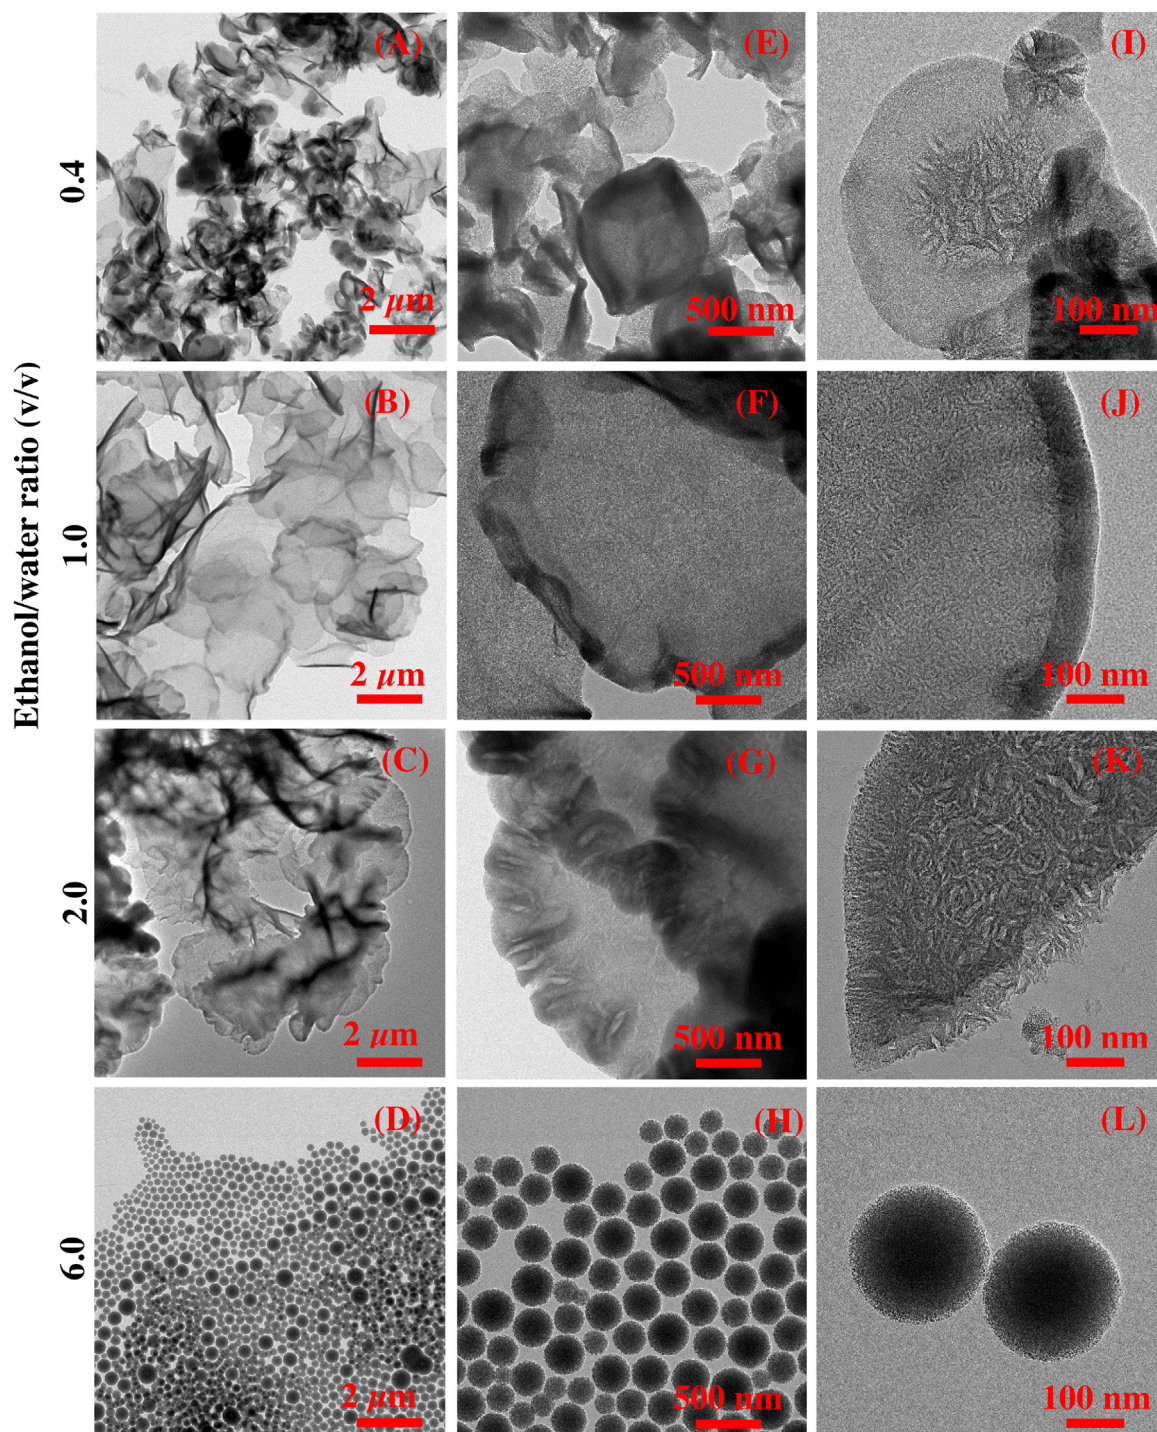 Ethanol/water ratio (v/v)
0.4
(A)
2 μm
(E)
500 nm
(I)
100 nm
1.0
(B)
2 μm
(F)
500 nm
(J)
100 nm
2.0
(C)
2 μm
(G)
500 nm
(K)
100 nm
6.0
(D)
2 μm
(H)
500 nm
(L)
100 nm